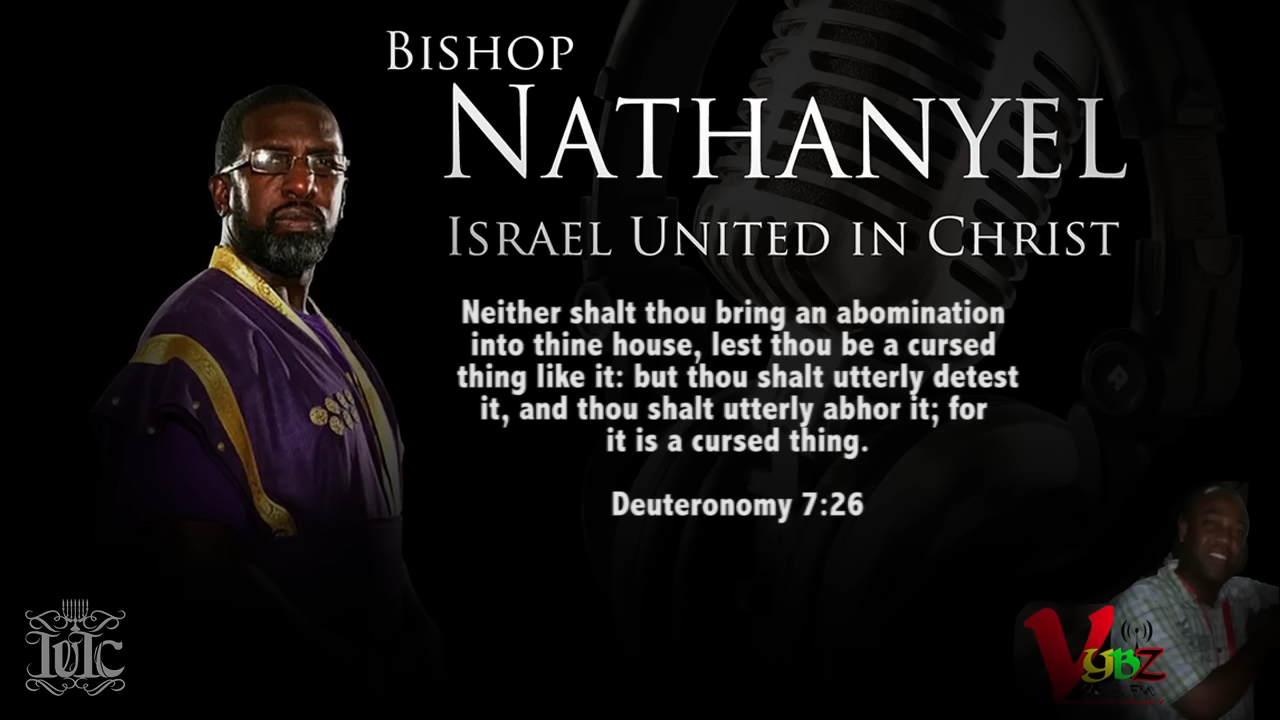 BISHOP
NATHANYEL
ISRAEL UNITED IN CHRIST
Neither shalt thou bring an abomination
into thine house, lest thou be a cursed
thing like it: but thou shalt utterly detest
it, and thou shalt utterly abhor it; for
it is a cursed thing.
Deuteronomy 7:26
IUIC
VYBZ
FM